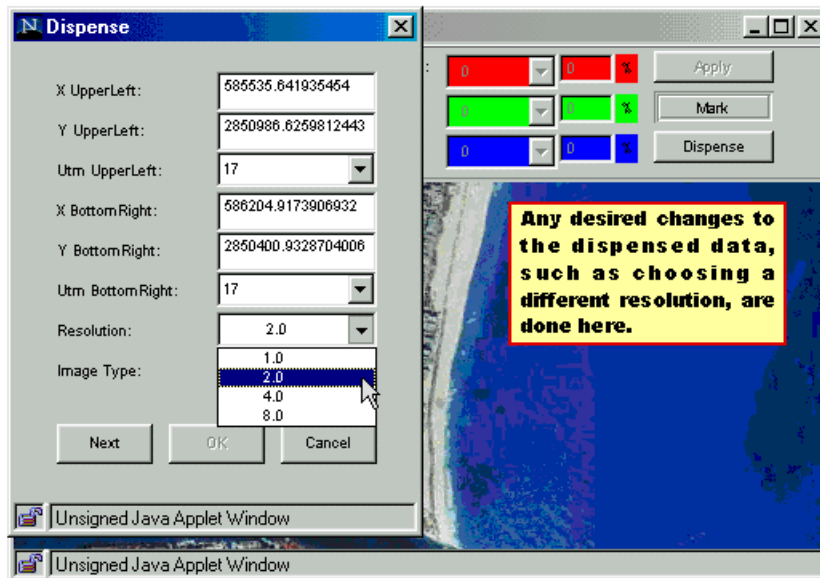 Dispense
X UpperLeft:
585535.641935454
Y UpperLeft:
2850986.6259812443
Utm UpperLeft:
17
X BottomRight:
586204.9173906932
Y BottomRight:
2850400.9328704006
Utm BottomRight:
17
Resolution:
2.0
1.0
2.0
4.0
8.0
Image Type:
Next
OK
Cancel
Unsigned Java Applet Window
:
0
0
%
Apply
0
0
%
Mark
0
0
%
Dispense
Any desired changes to
the dispensed data,
such as choosing a
different resolution, are
done here.
Unsigned Java Applet Window